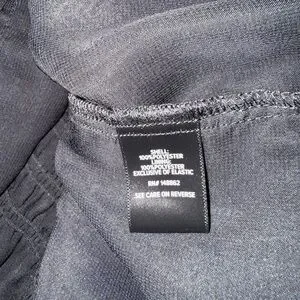 SHELL:
100%POLYESTER
LINING:
100%POLYESTER
EXCLUSIVE OF ELASTIC
RN# 148862
SEE CARE ON REVERSE